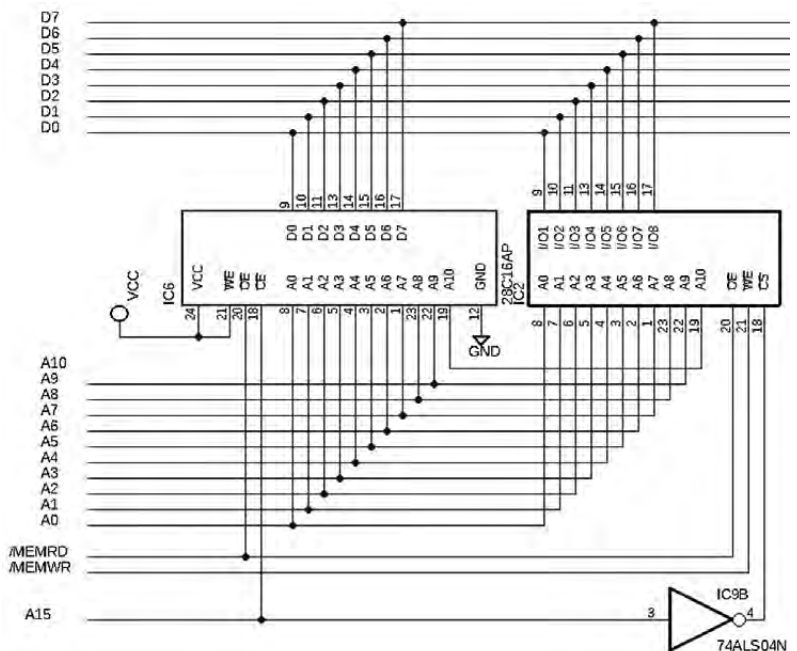 D7
D6
D5
D4
D3
D2
D1
D0
9 10 11 12 13 14 15 16 17
9 10 11 13 14 15 16 17
D0 D1 D2 D3 D4 D5 D6 D7
I/O1 I/O2 I/O3 I/O4 I/O5 I/O6 I/O7 I/O8
VCC WE OE CE A0 A1 A2 A3 A4 A5 A6 A7 A8 A9 A10 GND
A0 A1 A2 A3 A4 A5 A6 A7 A8 A9 A10 OE WE CS
VCC
IC6
28C16AP
IC2
24 21 20 18 8 7 6 5 4 3 2 1 23 22 19 12
8 7 6 5 4 3 2 1 23 22 19 20 21 18
GND
A10
A9
A8
A7
A6
A5
A4
A3
A2
A1
A0
/MEMRD
/MEMWR
A15
3
IC9B
4
74ALS04N